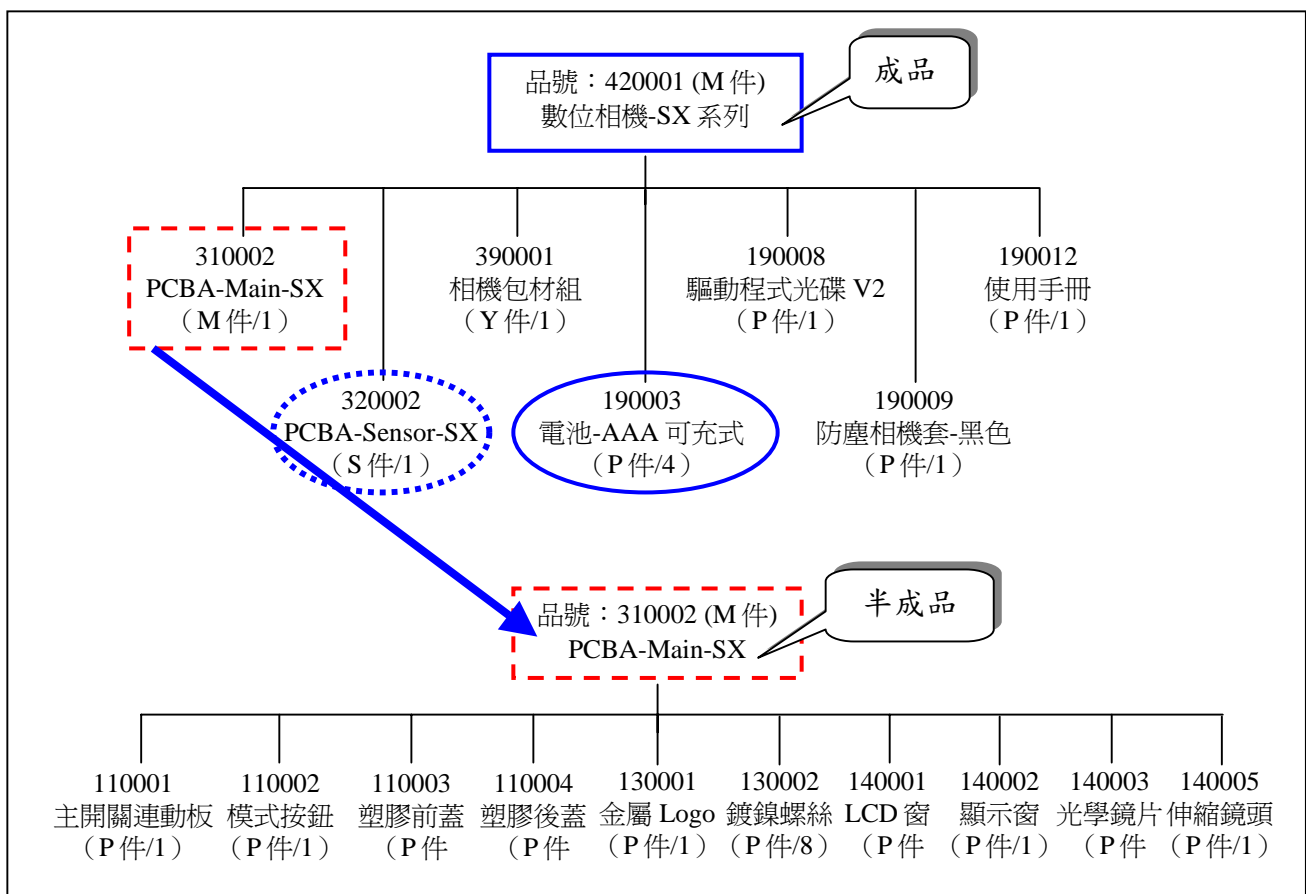 成品
品號：420001 (M 件)
數位相機-SX 系列
310002
PCBA-Main-SX
（M 件/1）
390001
相機包材組
（Y 件/1）
190008
驅動程式光碟 V2
（P 件/1）
190012
使用手冊
（P 件/1）
320002
PCBA-Sensor-SX
（S 件/1）
190003
電池-AAA 可充式
（P 件/4）
190009
防塵相機套-黑色
（P 件/1）
半成品
品號：310002 (M 件)
PCBA-Main-SX
110001
主開關連動板
（P 件/1）
110002
模式按鈕
（P 件/1）
110003
塑膠前蓋
（P 件
110004
塑膠後蓋
（P 件
130001
金屬 Logo
（P 件/1）
130002
鍍鎳螺絲
（P 件/8）
140001
LCD 窗
（P 件
140002
顯示窗
（P 件/1）
140003
光學鏡片
（P 件
140005
伸縮鏡頭
（P 件/1）